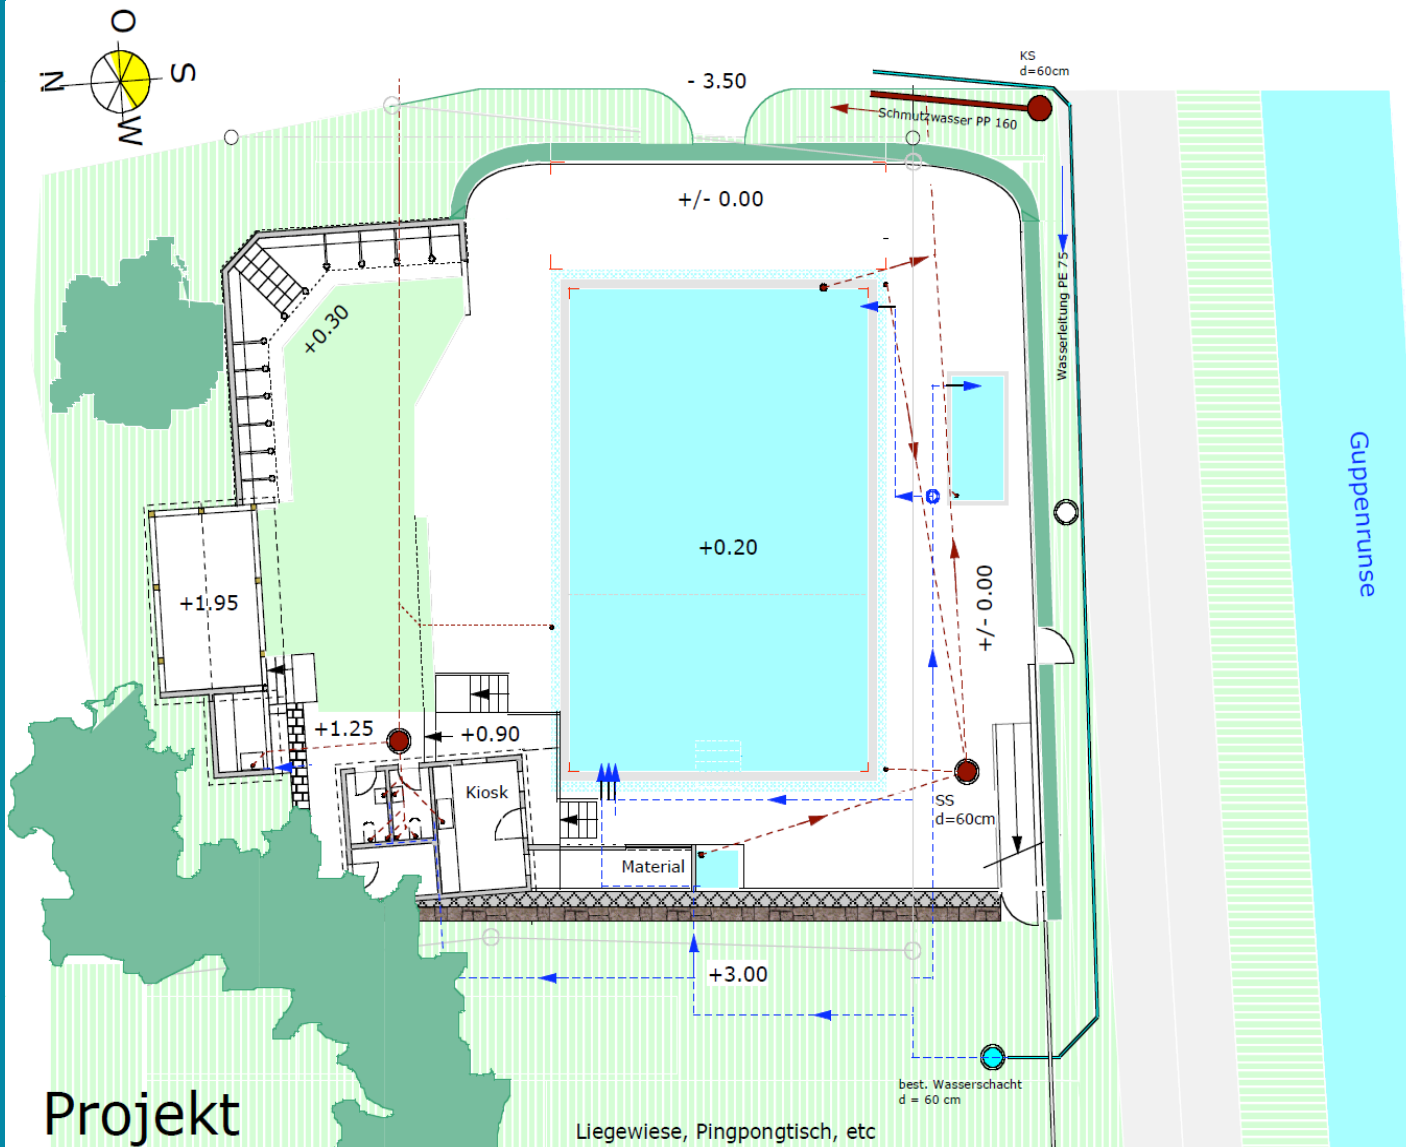 O
N
S
W
- 3.50
KS
d=60cm
Schmutzwasser PP 160
+/- 0.00
Wasserleitung PE 75
+0.30
Guppenrunse
+0.20
+1.95
+/- 0.00
+1.25
+0.90
Kiosk
SS
d=60cm
Material
+3.00
best. Wasserschacht
d = 60 cm
Projekt
Liegewiese, Pingpongtisch, etc